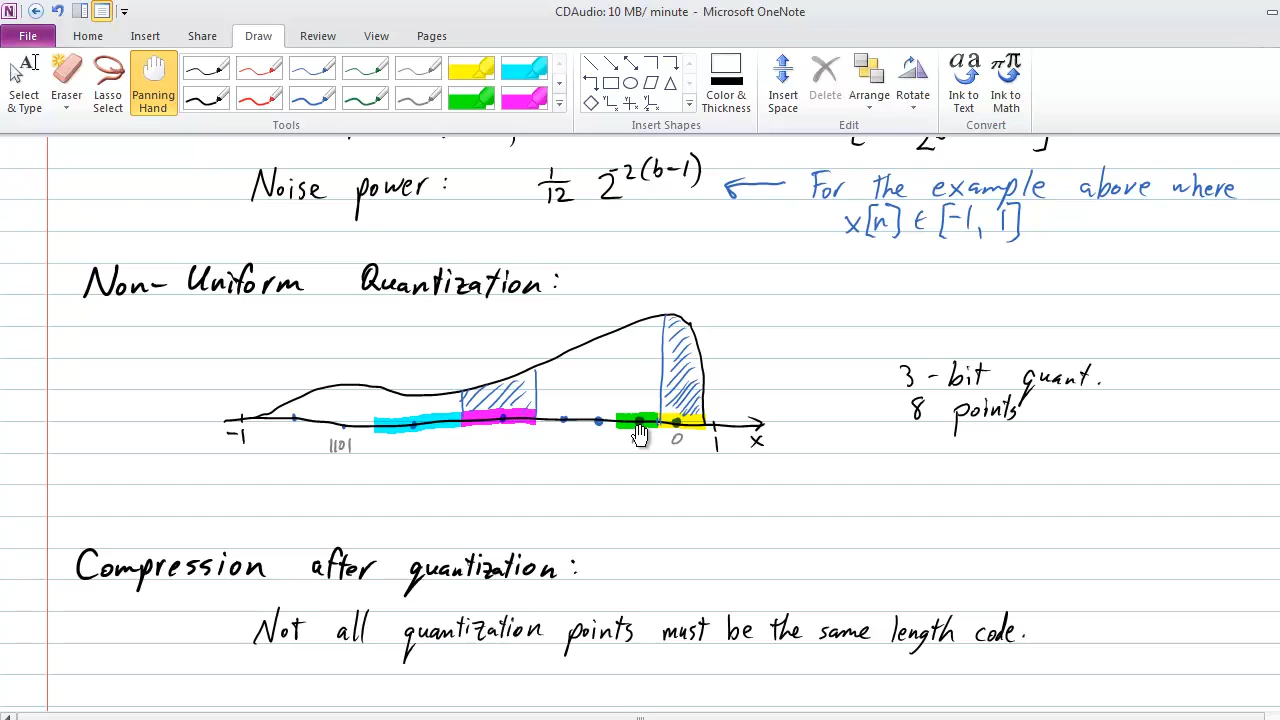 CDAudio: 10 MB/ minute - Microsoft OneNote
File Home Insert Share Draw Review View Pages
Select & Type Eraser Lasso Select Panning Hand Color & Thickness Insert Space Delete Arrange Rotate Ink to Text Ink to Math
Tools Insert Shapes Edit Convert
Noise power: 1/12 2^-2(b-1) ← For the example above where
x[n] ∈ [-1, 1]
Non-Uniform Quantization:
3-bit quant.
8 points
-1 1101 0 1 x
Compression after quantization:
Not all quantization points must be the same length code.